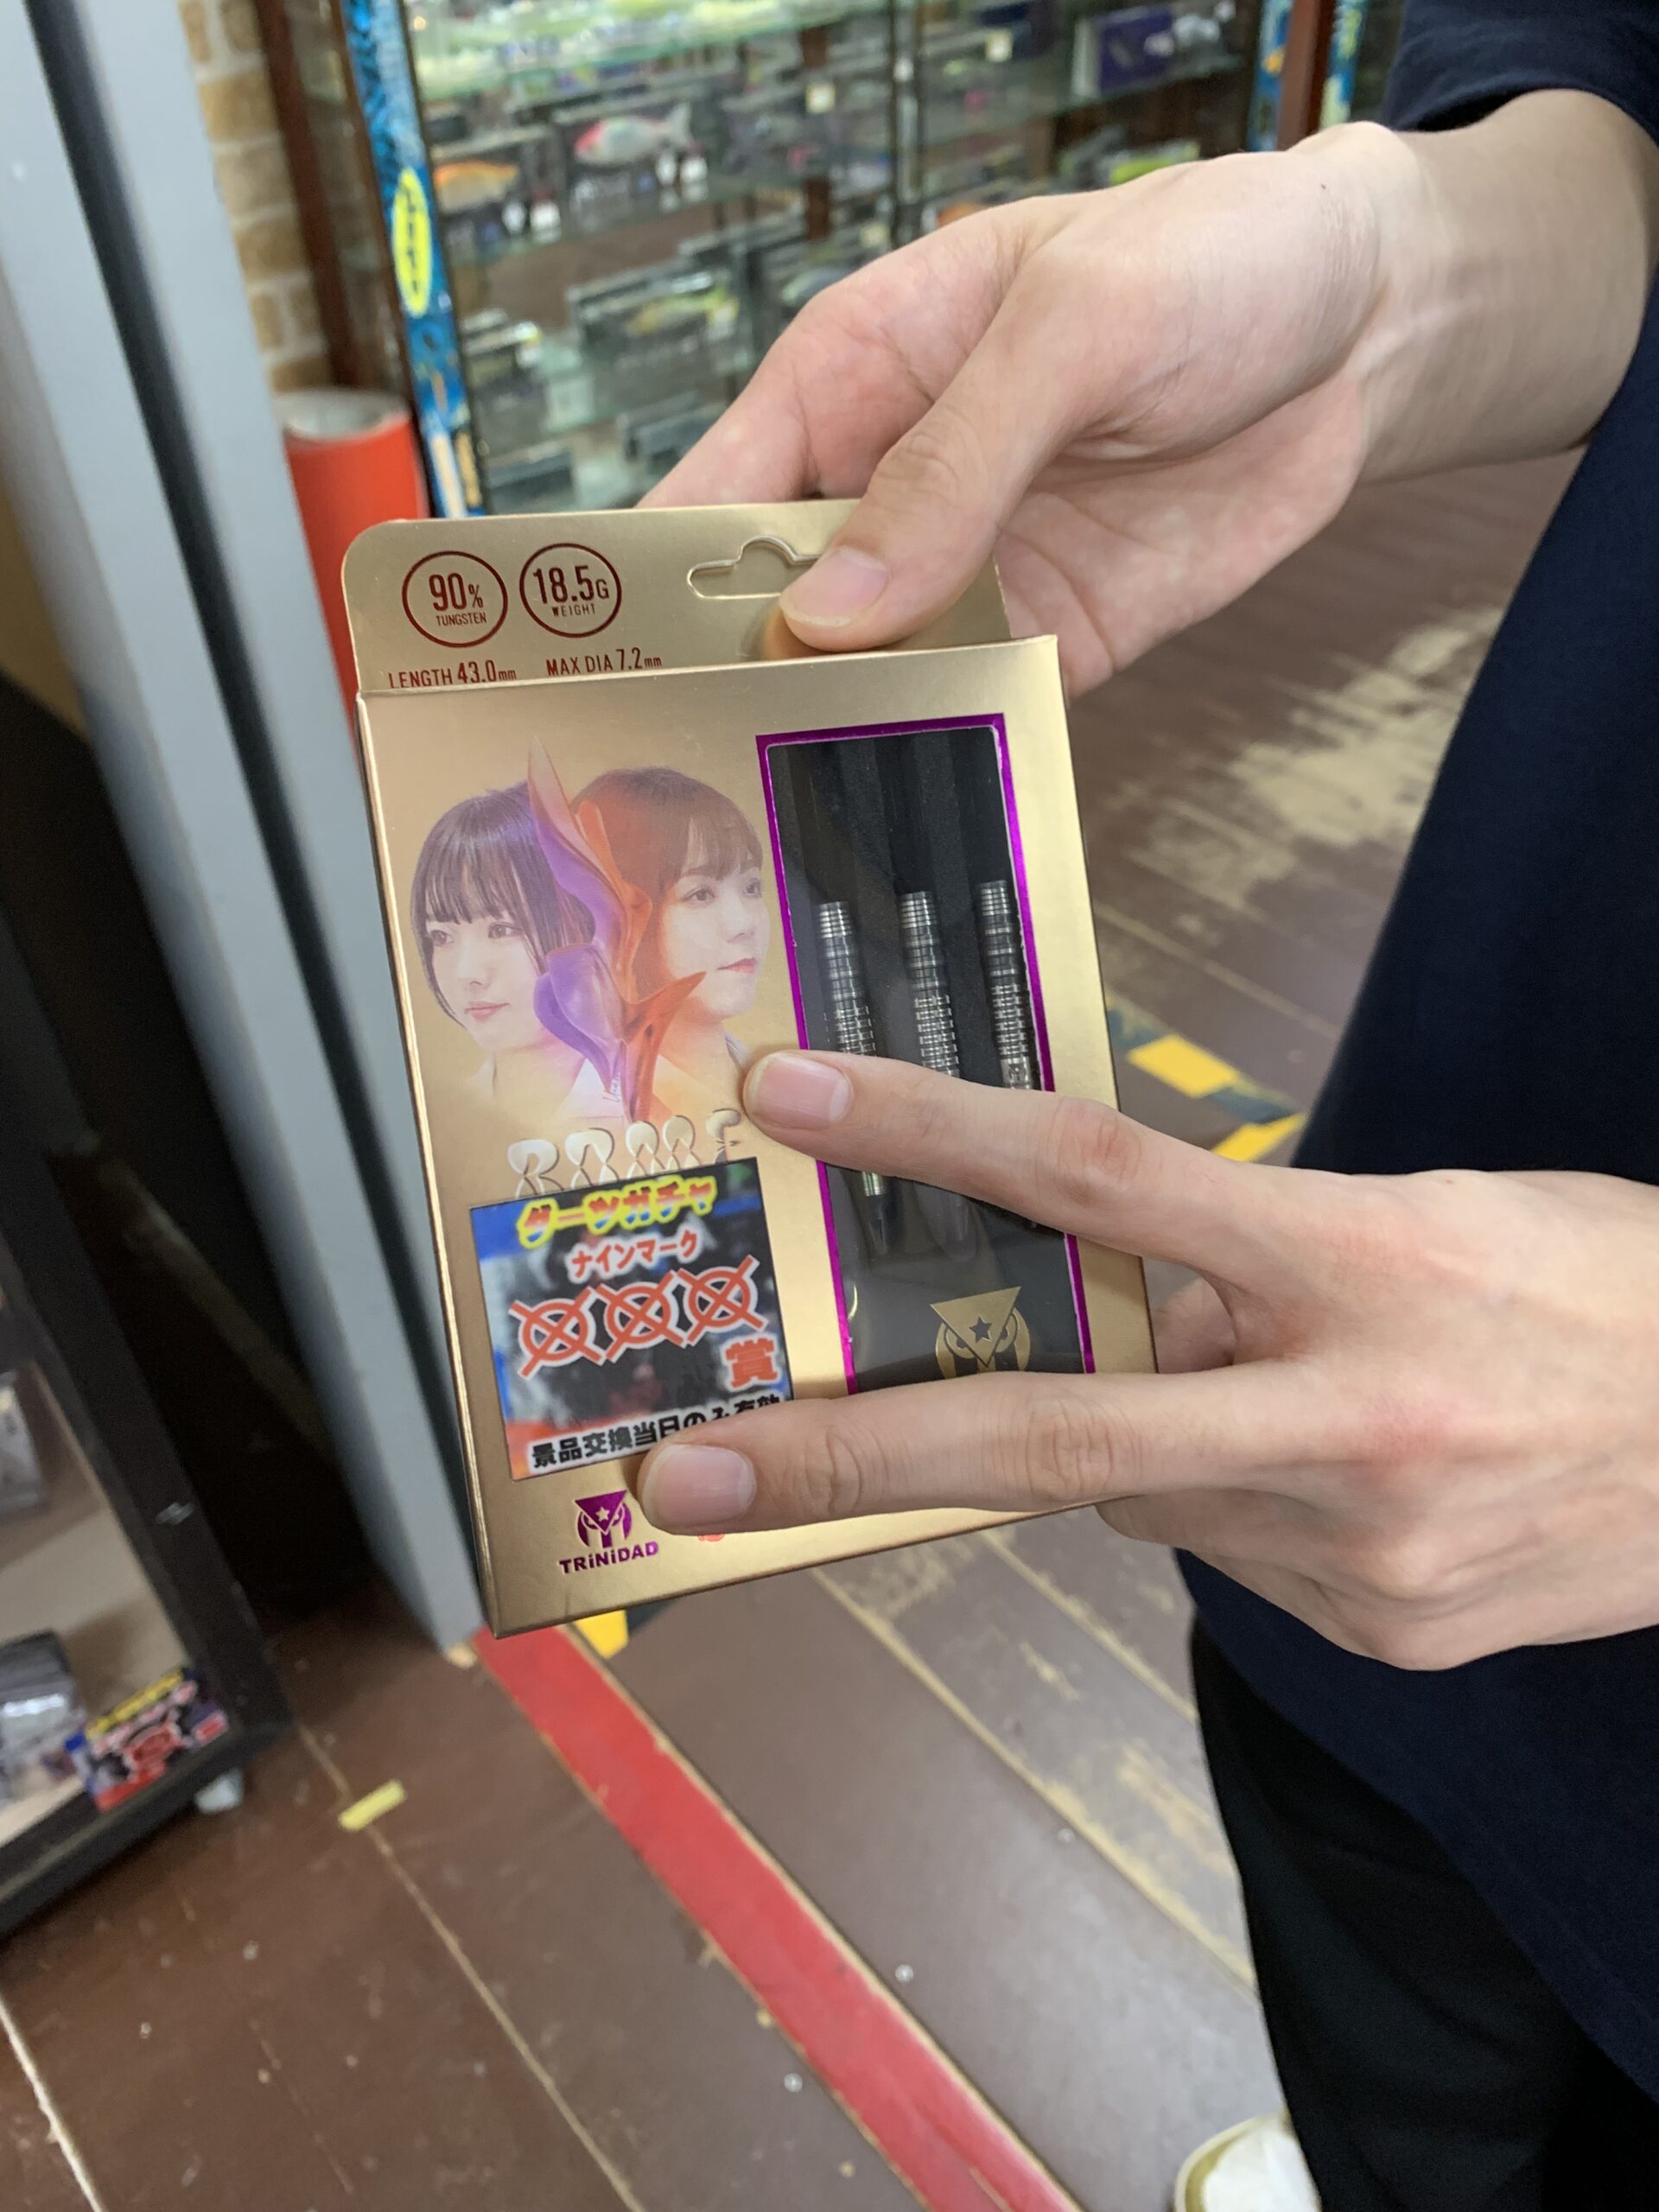 90%
TUNGSTEN
18.5G
WEIGHT
LENGTH 43.0mm MAX DIA 7.2mm
ダーツガチャ
ナインマーク
賞
景品交換当日のみ有効
TRiNiDAD